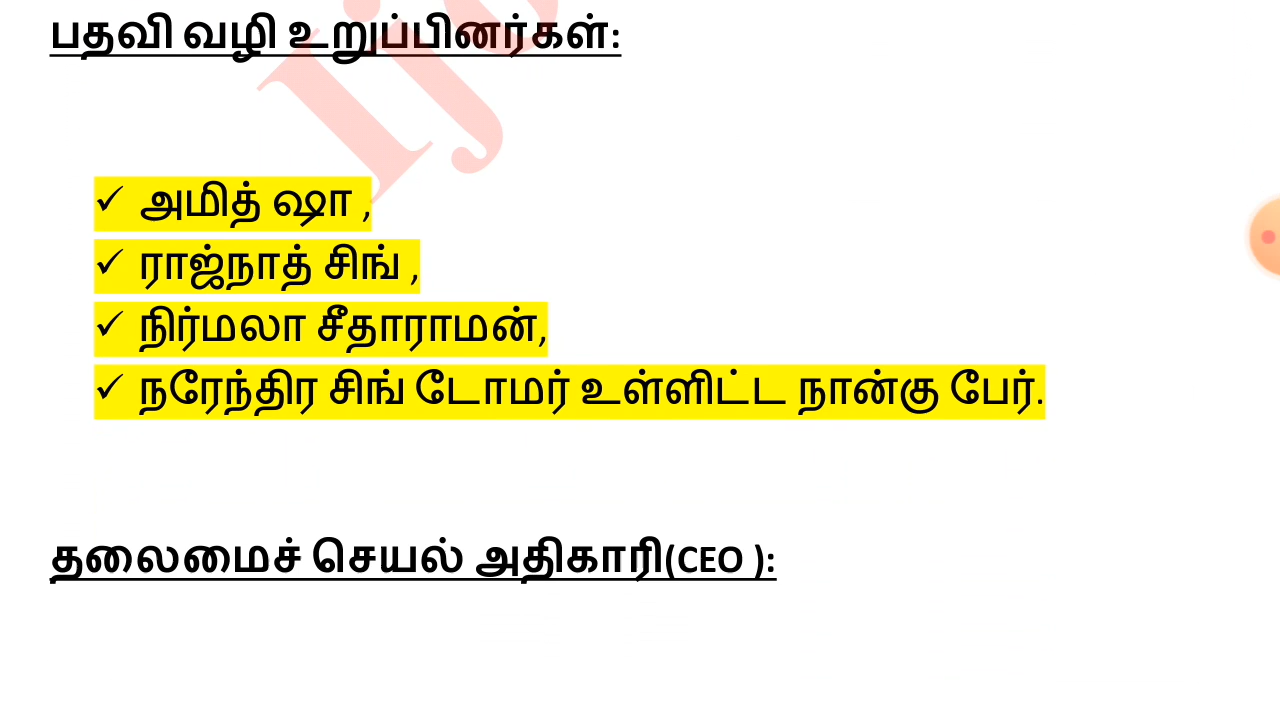 பதவி வழி உறுப்பினர்கள்:
✓ அமித் ஷா ,
✓ ராஜ்நாத் சிங் ,
✓ நிர்மலா சீதாராமன்,
✓ நரேந்திர சிங் டோமர் உள்ளிட்ட நான்கு பேர்.
தலைமைச் செயல் அதிகாரி(CEO ):